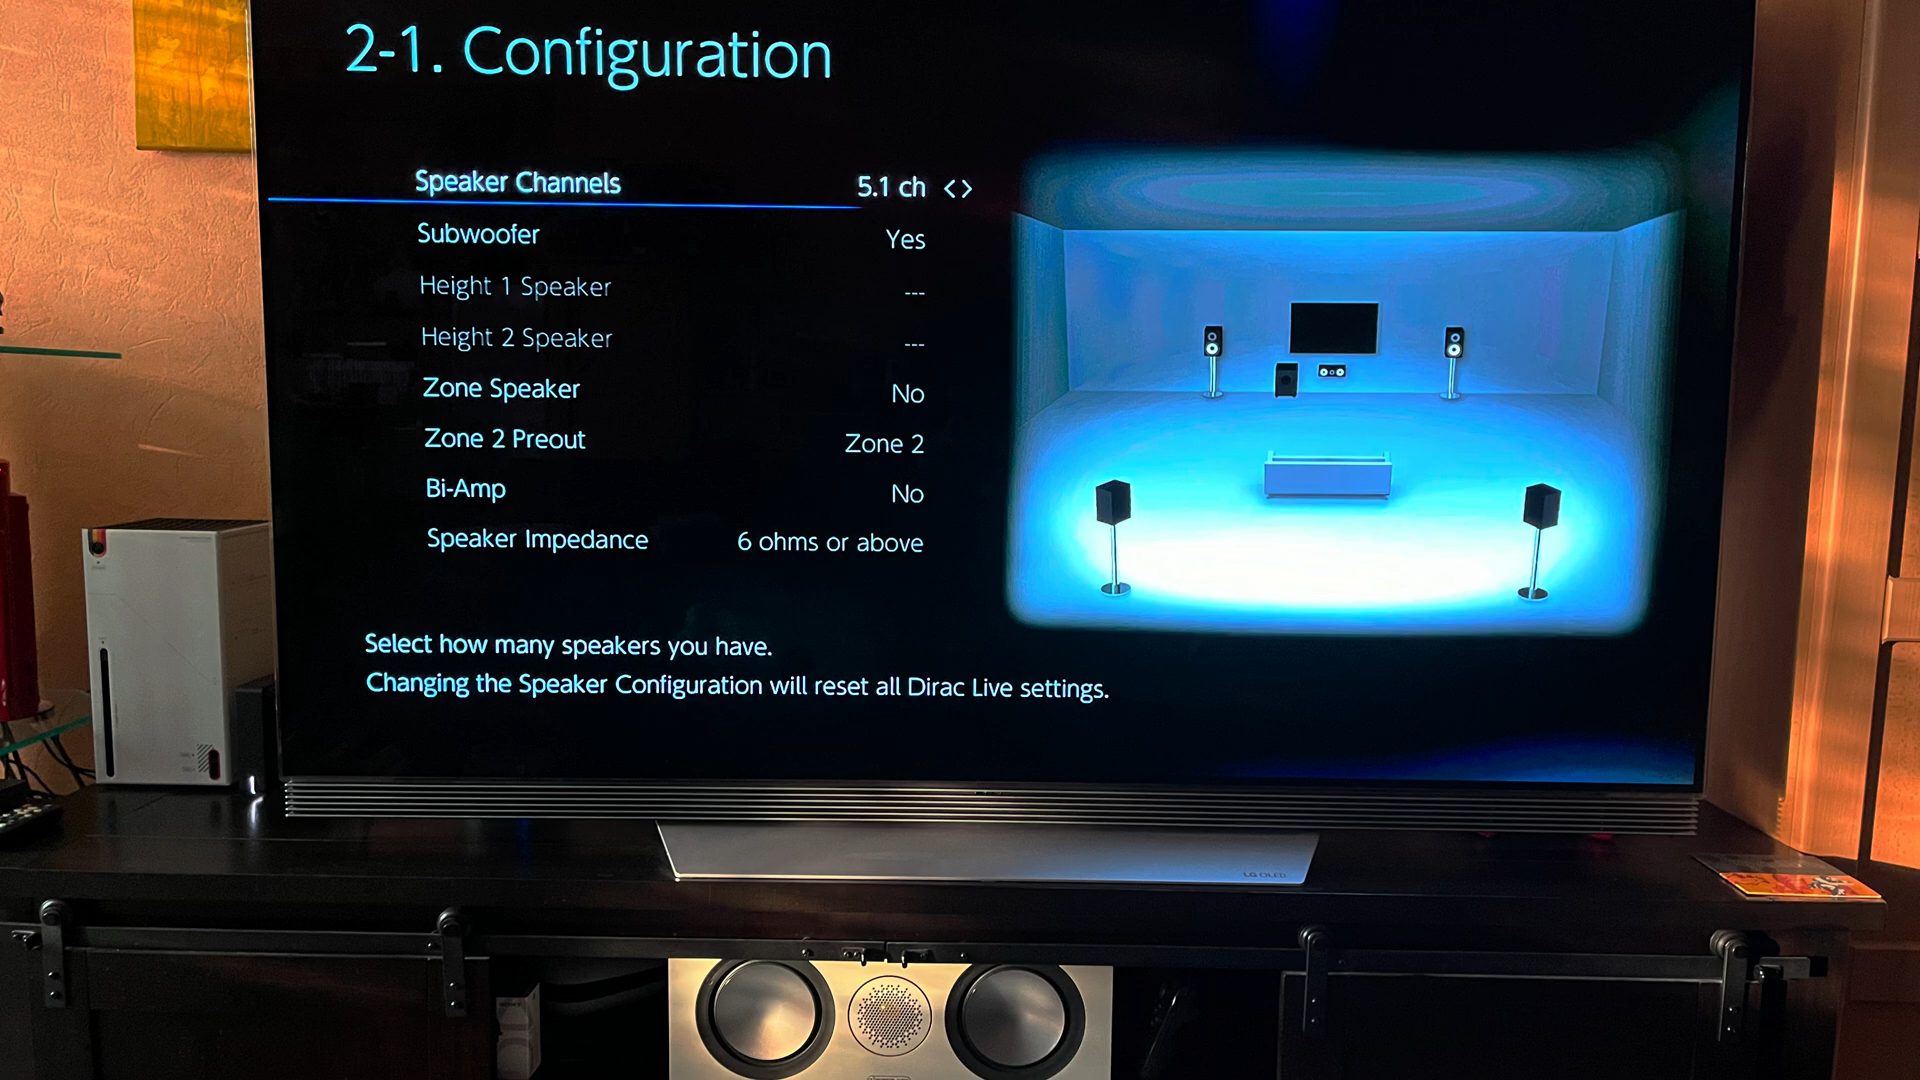 2-1. Configuration
Speaker Channels 5.1 ch < >
Subwoofer Yes
Height 1 Speaker ---
Height 2 Speaker ---
Zone Speaker No
Zone 2 Preout Zone 2
Bi-Amp No
Speaker Impedance 6 ohms or above
Select how many speakers you have.
Changing the Speaker Configuration will reset all Dirac Live settings.
LG OLED